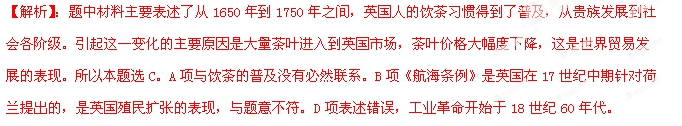 【解析】：题中材料主要表述了从 1650 年到 1750 年之间，英国人的饮茶习惯得到了普及，从贵族发展到社
会各阶级。引起这一变化的主要原因是大量茶叶进入到英国市场，茶叶价格大幅度下降，这是世界贸易发
展的表现。所以本题选 C。A 项与饮茶的普及没有必然联系。B 项《航海条例》是英国在 17 世纪中期针对荷
兰提出的，是英国殖民扩张的表现，与题意不符。D 项表述错误，工业革命开始于 18 世纪 60 年代。